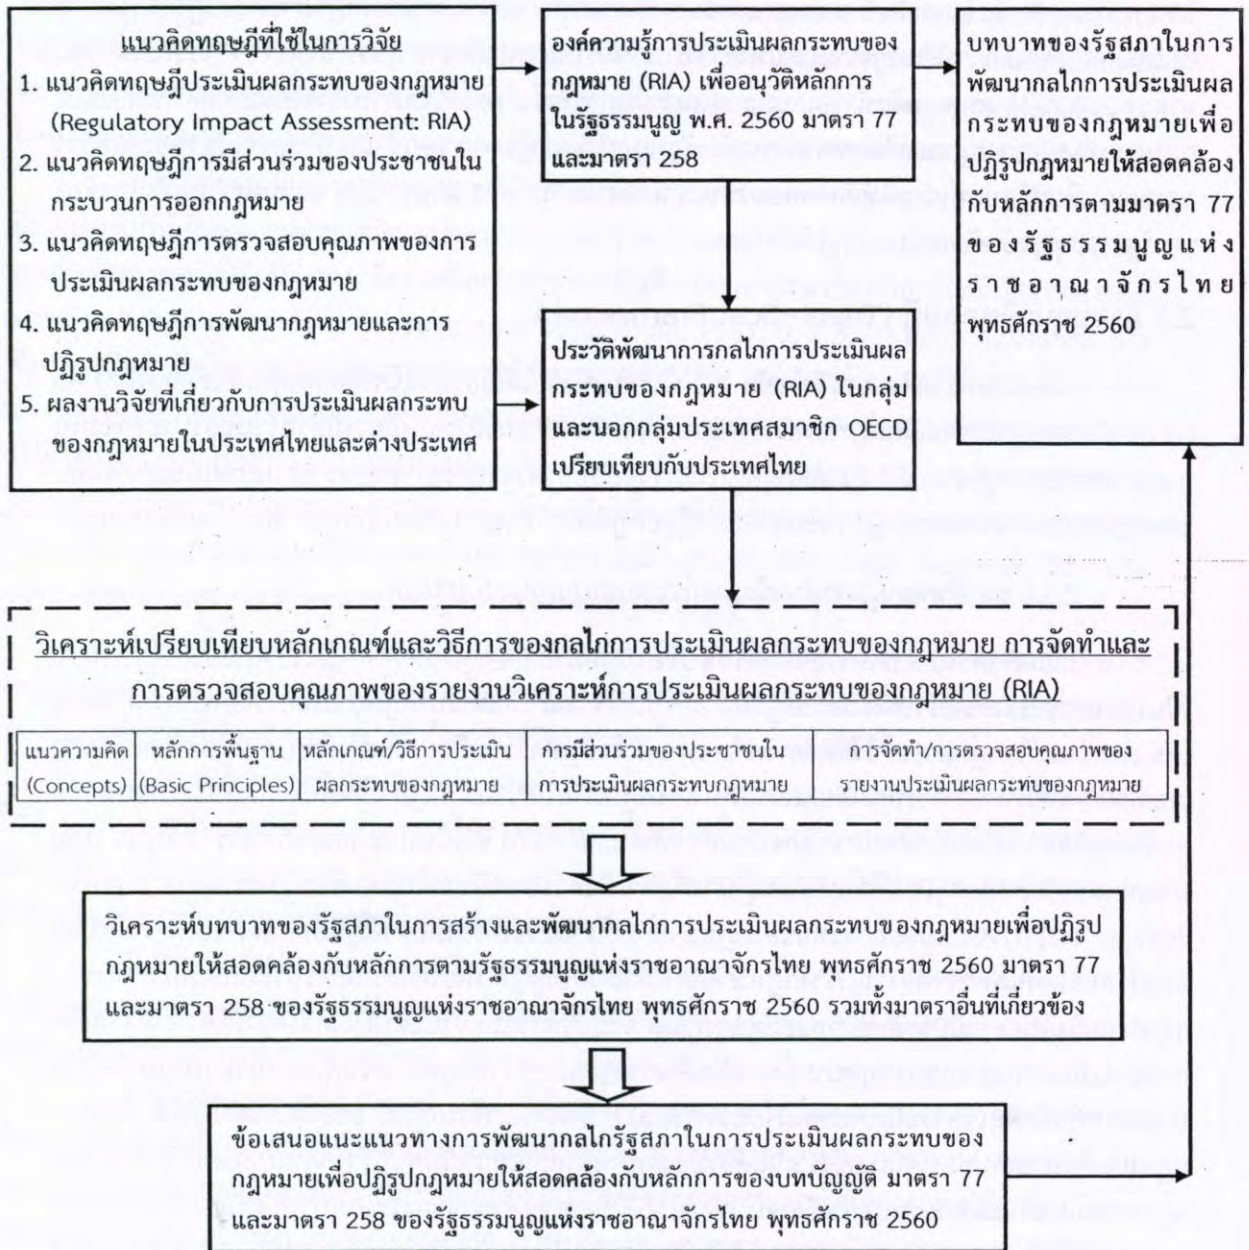 แนวคิดทฤษฎีที่ใช้ในการวิจัย
1. แนวคิดทฤษฎีประเมินผลกระทบของกฎหมาย
(Regulatory Impact Assessment: RIA)
2. แนวคิดทฤษฎีการมีส่วนร่วมของประชาชนใน
กระบวนการออกกฎหมาย
3. แนวคิดทฤษฎีการตรวจสอบคุณภาพของการ
ประเมินผลกระทบของกฎหมาย
4. แนวคิดทฤษฎีการพัฒนากฎหมายและการ
ปฏิรูปกฎหมาย
5. ผลงานวิจัยที่เกี่ยวกับการประเมินผลกระทบ
ของกฎหมายในประเทศไทยและต่างประเทศ
องค์ความรู้การประเมินผลกระทบของ
กฎหมาย (RIA) เพื่ออนุวัติหลักการ
ในรัฐธรรมนูญ พ.ศ. 2560 มาตรา 77
และมาตรา 258
ประวัติพัฒนาการกลไกการประเมินผล
กระทบของกฎหมาย (RIA) ในกลุ่ม
และนอกกลุ่มประเทศสมาชิก OECD
เปรียบเทียบกับประเทศไทย
บทบาทของรัฐสภาในการ
พัฒนากลไกการประเมินผล
กระทบของกฎหมายเพื่อ
ปฏิรูปกฎหมายให้สอดคล้อง
กับหลักการตามมาตรา 77
ของรัฐธรรมนูญแห่ง
ราชอาณาจักรไทย
พุทธศักราช 2560
วิเคราะห์เปรียบเทียบหลักเกณฑ์และวิธีการของกลไกการประเมินผลกระทบของกฎหมาย การจัดทำและ
การตรวจสอบคุณภาพของรายงานวิเคราะห์การประเมินผลกระทบของกฎหมาย (RIA)
แนวความคิด หลักการพื้นฐาน หลักเกณฑ์/วิธีการประเมิน การมีส่วนร่วมของประชาชนใน การจัดทำ/การตรวจสอบคุณภาพของ
(Concepts) (Basic Principles) ผลกระทบของกฎหมาย การประเมินผลกระทบกฎหมาย รายงานประเมินผลกระทบของกฎหมาย
วิเคราะห์บทบาทของรัฐสภาในการสร้างและพัฒนากลไกการประเมินผลกระทบของกฎหมายเพื่อปฏิรูป
กฎหมายให้สอดคล้องกับหลักการตามรัฐธรรมนูญแห่งราชอาณาจักรไทย พุทธศักราช 2560 มาตรา 77
และมาตรา 258 ของรัฐธรรมนูญแห่งราชอาณาจักรไทย พุทธศักราช 2560 รวมทั้งมาตราอื่นที่เกี่ยวข้อง
ข้อเสนอแนะแนวทางการพัฒนากลไกรัฐสภาในการประเมินผลกระทบของ
กฎหมายเพื่อปฏิรูปกฎหมายให้สอดคล้องกับหลักการของบทบัญญัติ มาตรา 77
และมาตรา 258 ของรัฐธรรมนูญแห่งราชอาณาจักรไทย พุทธศักราช 2560